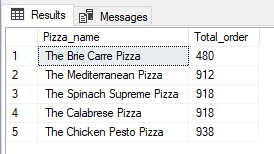 Results Messages
Pizza_name Total_order
1 The Brie Carre Pizza 480
2 The Mediterranean Pizza 912
3 The Spinach Supreme Pizza 918
4 The Calabrese Pizza 918
5 The Chicken Pesto Pizza 938